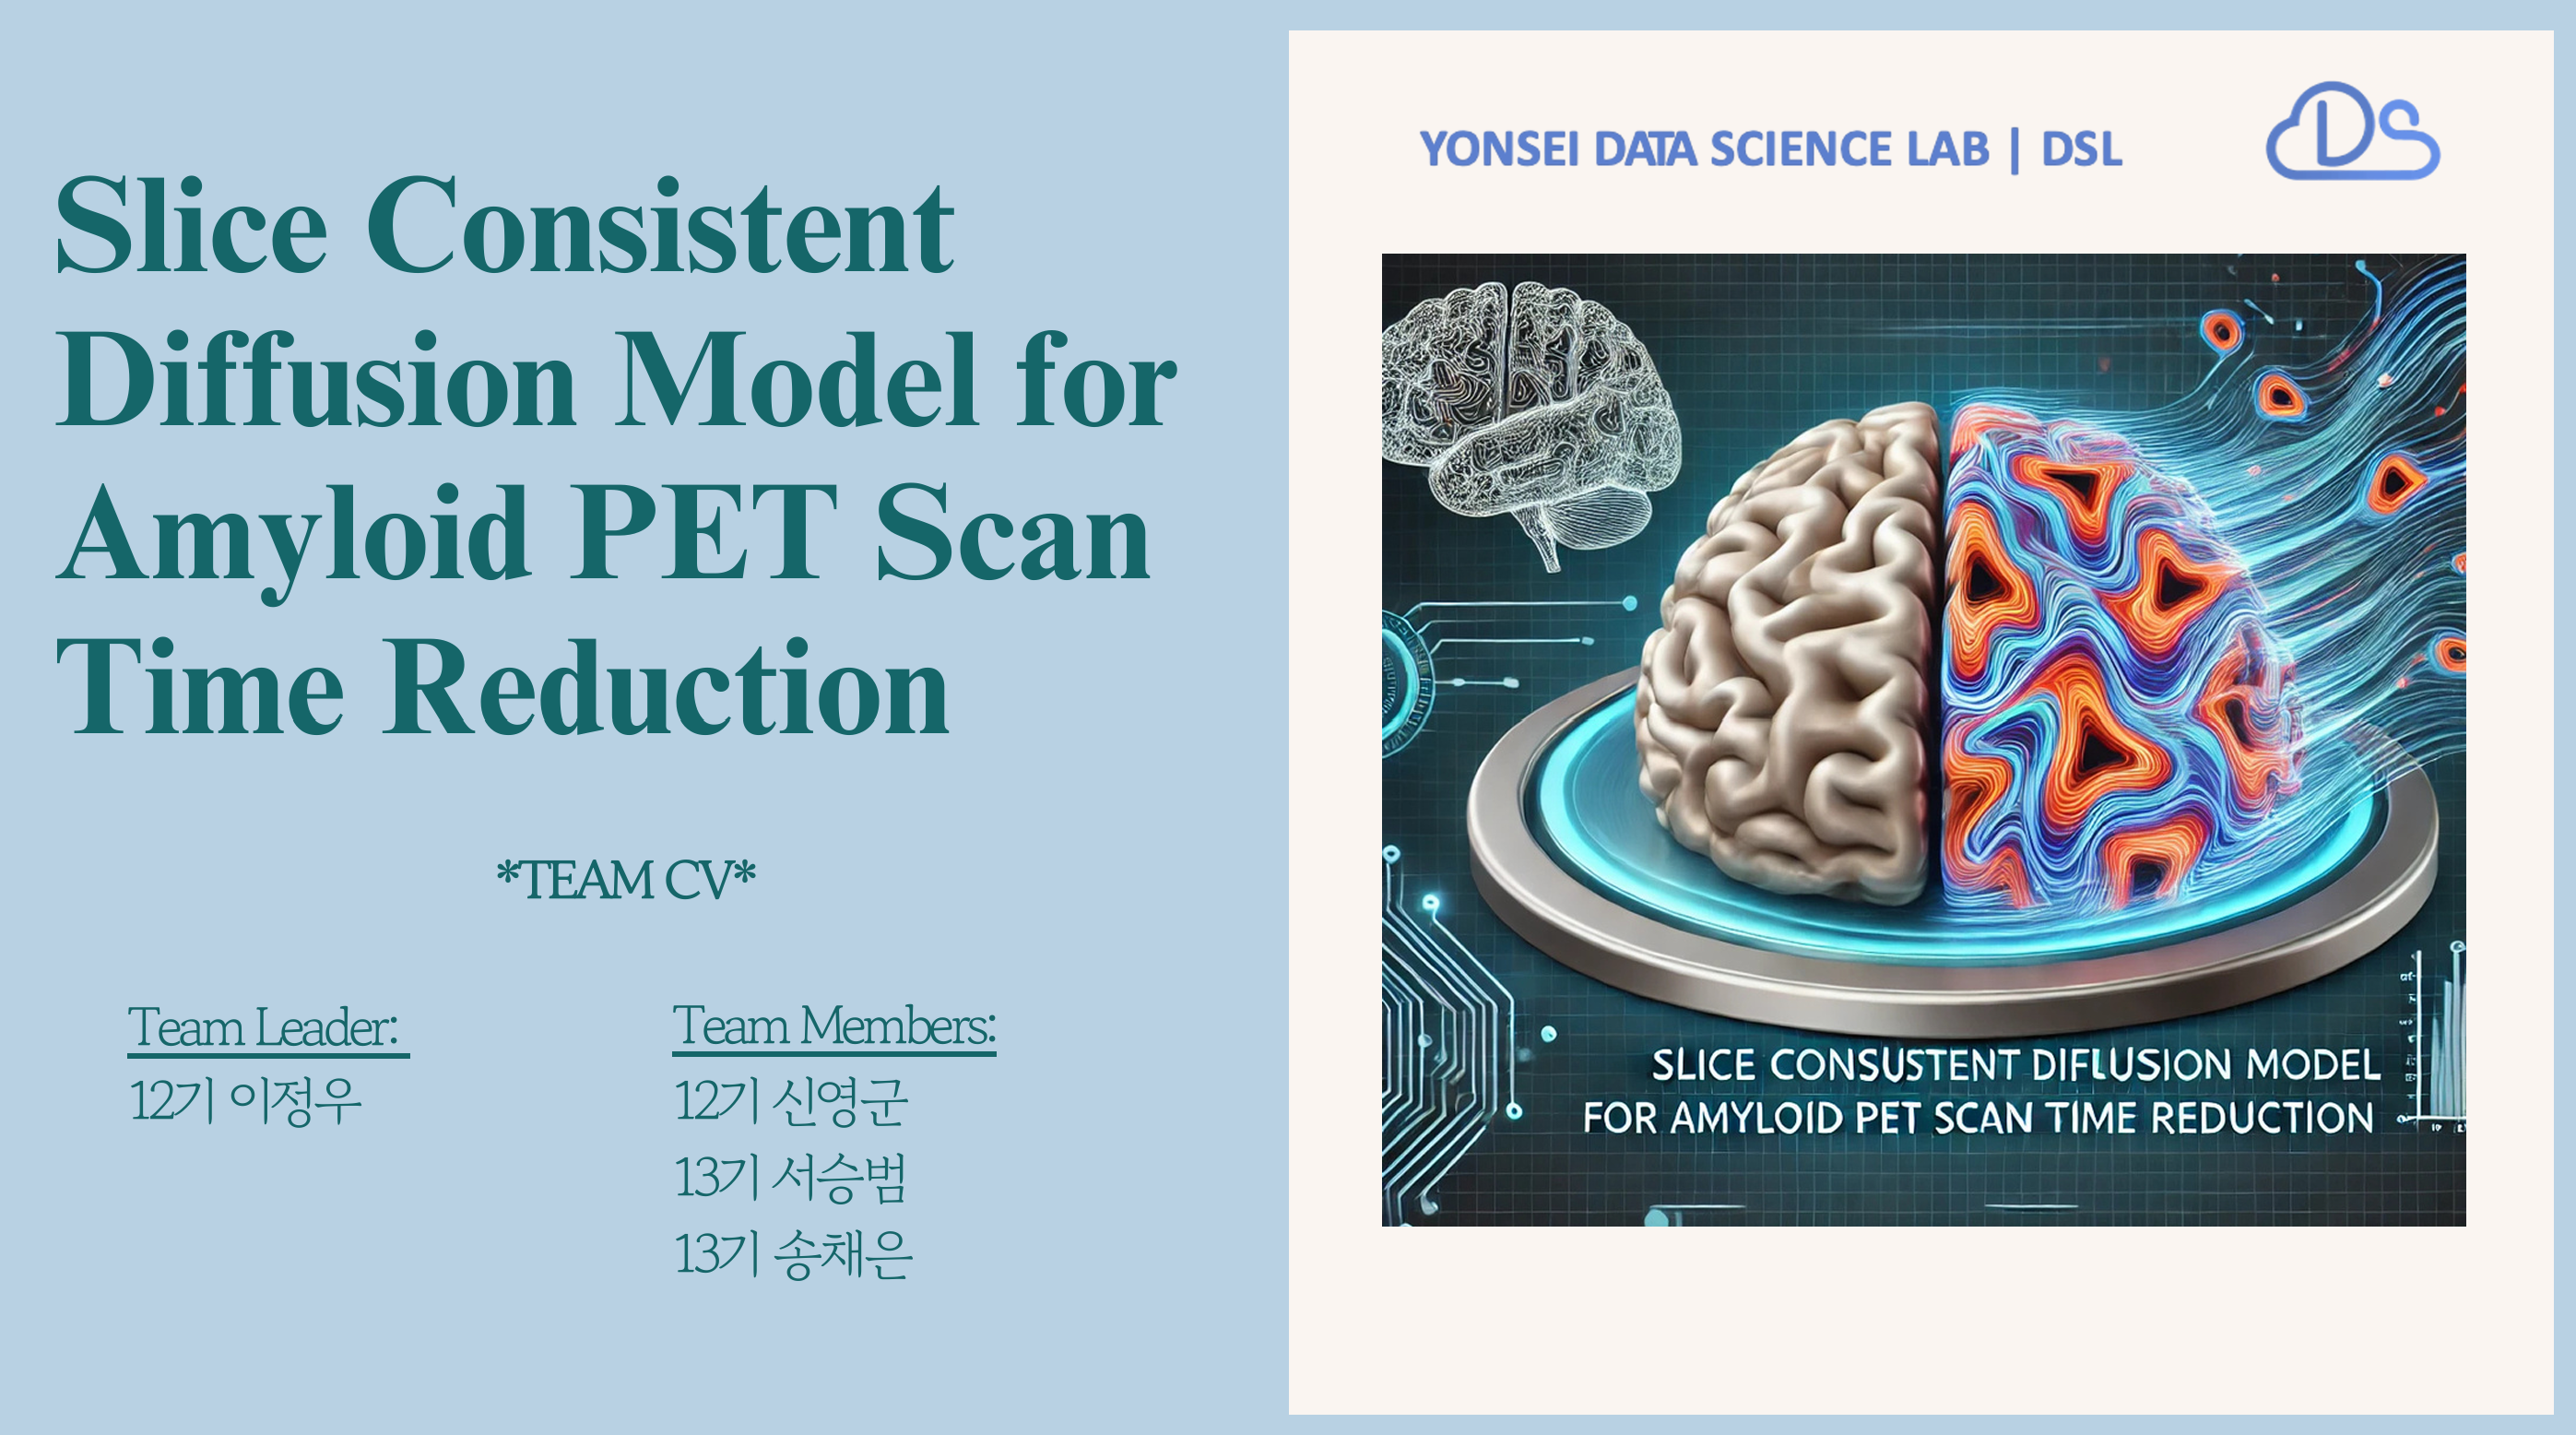 Slice Consistent
Diffusion Model for
Amyloid PET Scan
Time Reduction
*TEAM CV*
Team Leader:
12기 이정우
Team Members:
12기 신영군
13기 서승범
13기 송채은
YONSEI DATA SCIENCE LAB | DSL
DS
SLICE CONSUSTENT DIFLUSION MODEL
FOR AMYLOID PET SCAN TIME REDUCTION